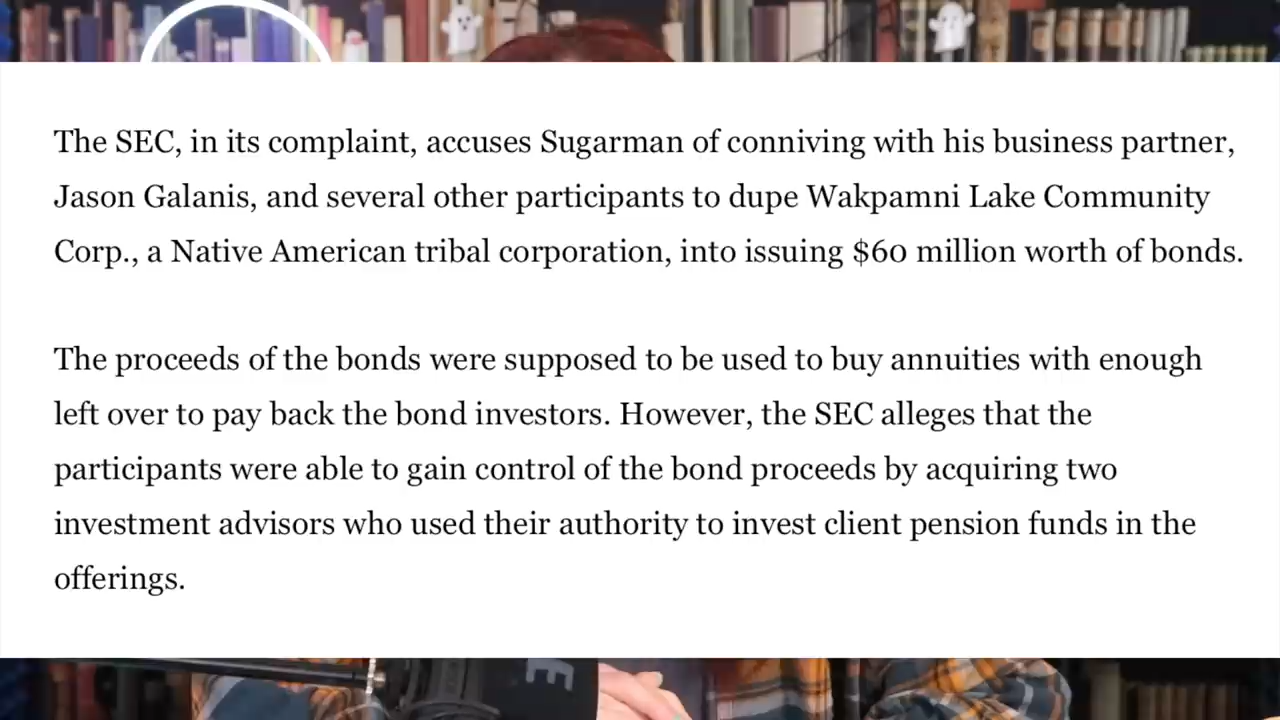 The SEC, in its complaint, accuses Sugarman of conniving with his business partner,
Jason Galanis, and several other participants to dupe Wakpamni Lake Community
Corp., a Native American tribal corporation, into issuing $60 million worth of bonds.
The proceeds of the bonds were supposed to be used to buy annuities with enough
left over to pay back the bond investors. However, the SEC alleges that the
participants were able to gain control of the bond proceeds by acquiring two
investment advisors who used their authority to invest client pension funds in the
offerings.